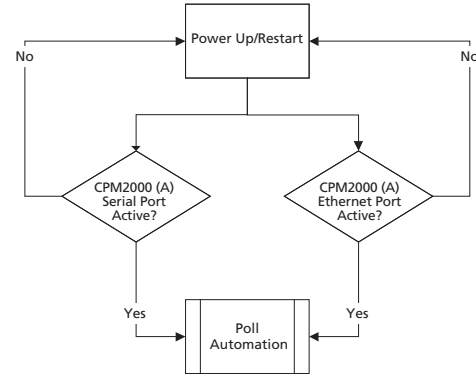 Power Up/Restart
No
No
CPM2000 (A)
Serial Port
Active?
CPM2000 (A)
Ethernet Port
Active?
Yes
Yes
Poll
Automation